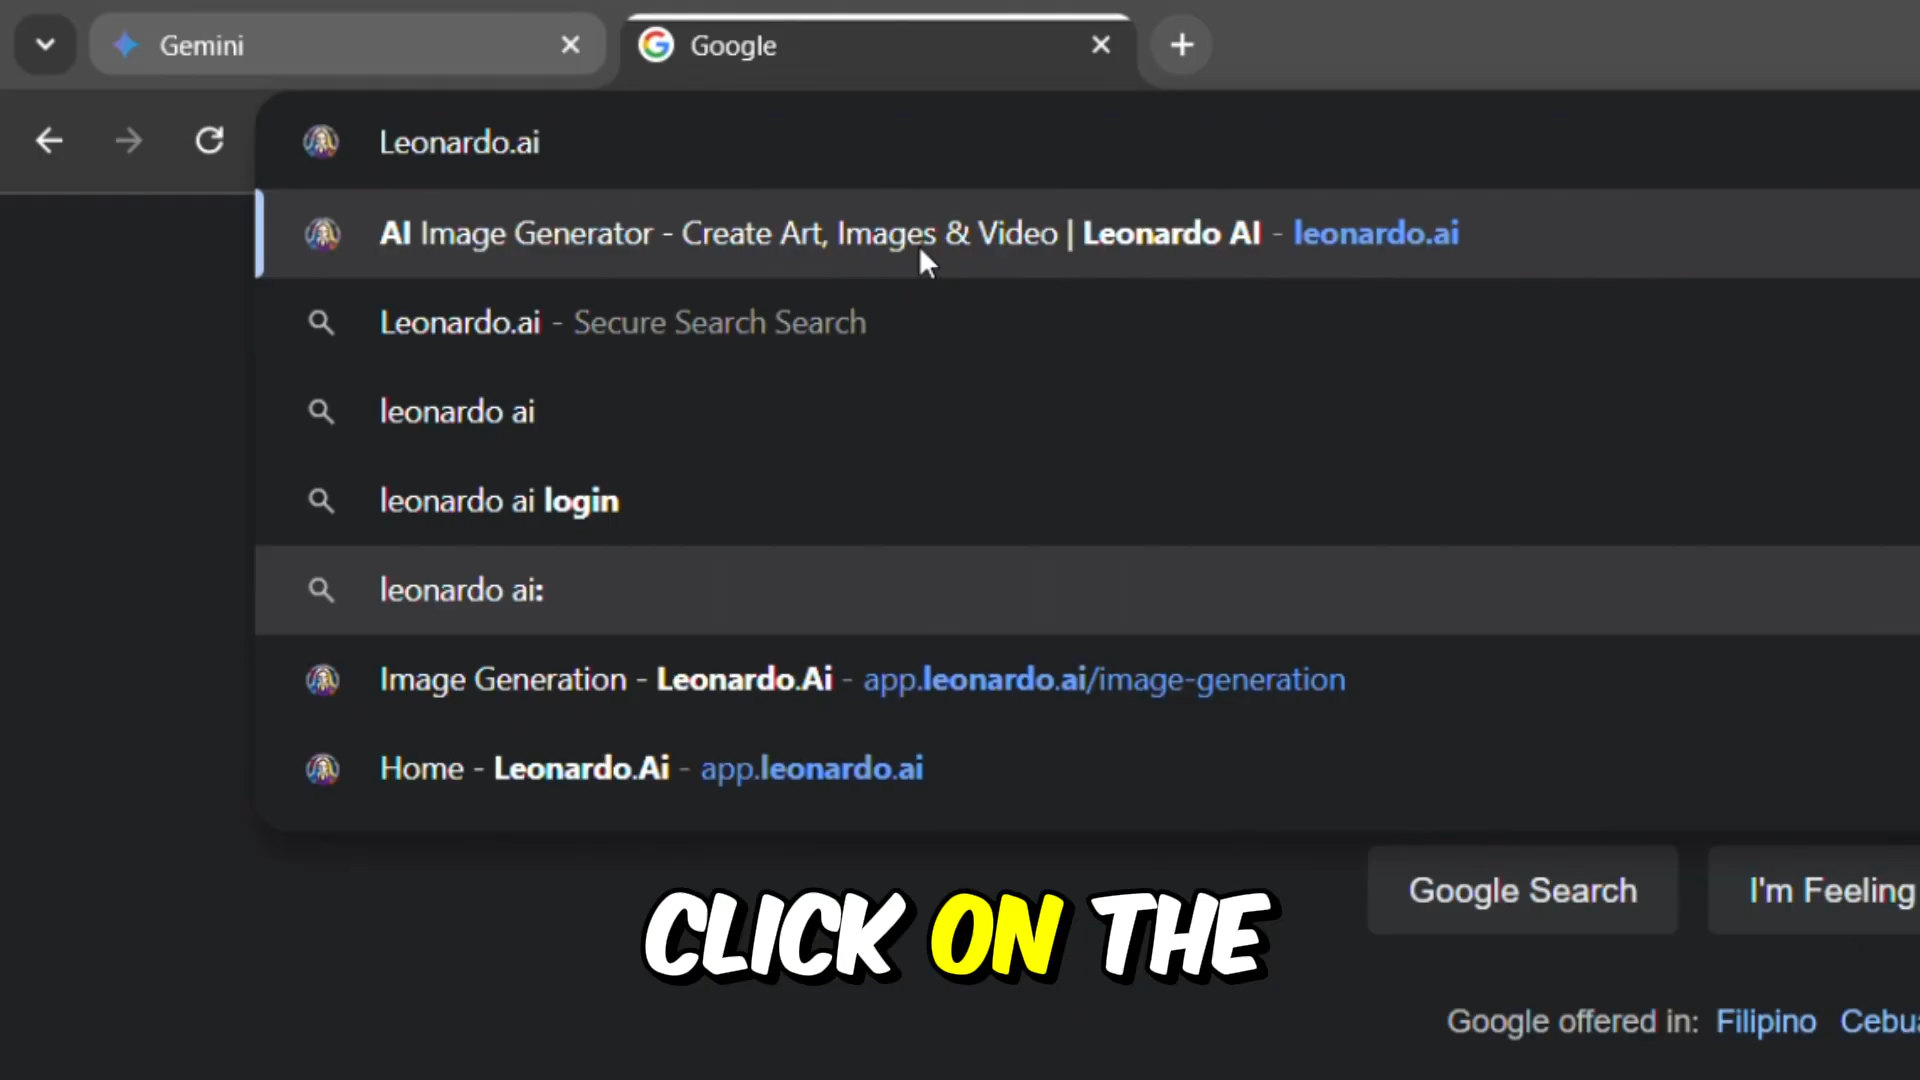 Gemini
Google
Leonardo.ai
AI Image Generator - Create Art, Images & Video | Leonardo AI - leonardo.ai
Leonardo.ai - Secure Search Search
leonardo ai
leonardo ai login
leonardo ai:
Image Generation - Leonardo.Ai - app.leonardo.ai/image-generation
Home - Leonardo.Ai - app.leonardo.ai
Google Search
I'm Feeling
CLICK ON THE
Google offered in: Filipino